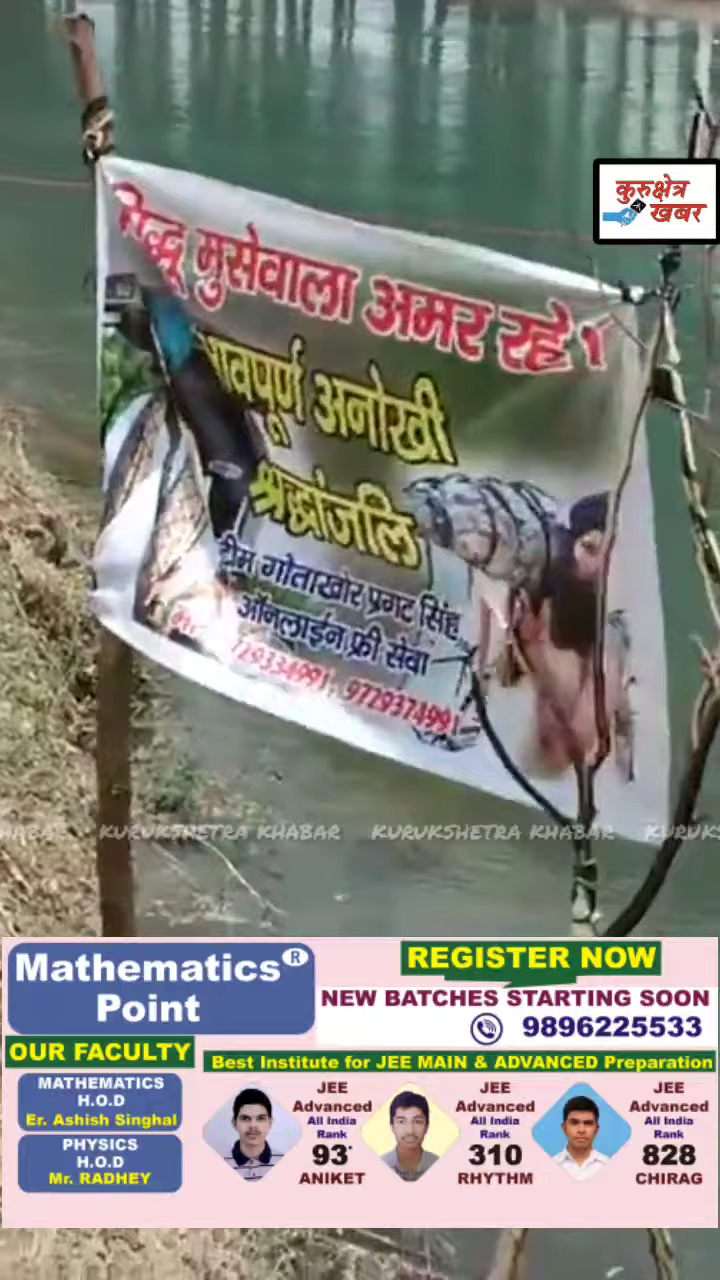 कुरुक्षेत्र
खबर
सिद्धू मुसेवाला अमर रहे।
भावपूर्ण अनोखी
श्रद्धांजलि
टीम गोताखोर प्रगट सिंह
ऑनलाईन फ्री सेवा
9729374991
KURUKSHETRA KHABAR KURUKSHETRA KHABAR
Mathematics®
Point
REGISTER NOW
NEW BATCHES STARTING SOON
9896225533
OUR FACULTY
Best Institute for JEE MAIN & ADVANCED Preparation
MATHEMATICS
H.O.D
Er. Ashish Singhal
PHYSICS
H.O.D
Mr. RADHEY
JEE
Advanced
All India
Rank
93*
ANIKET
JEE
Advanced
All India
Rank
310
RHYTHM
JEE
Advanced
All India
Rank
828
CHIRAG